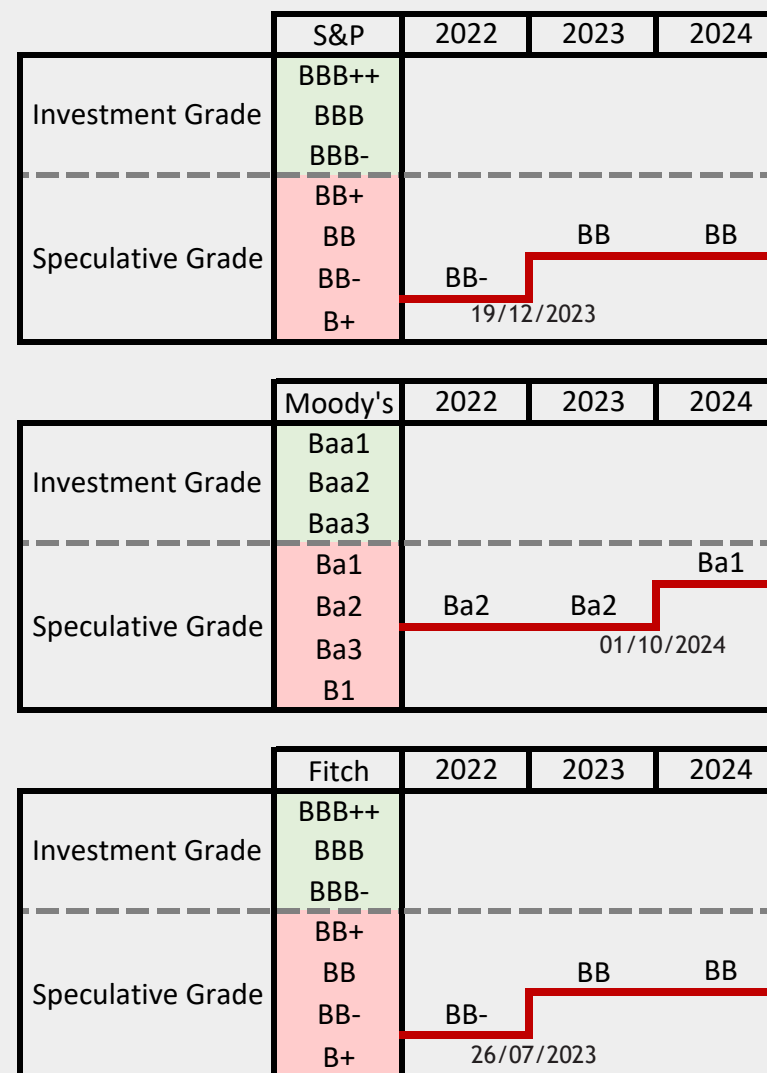 S&P 2022 2023 2024
BBB++
Investment Grade BBB
BBB-
BB+
BB BB BB
Speculative Grade
BB- BB-
B+ 19/12/2023
Moody's 2022 2023 2024
Baa1
Investment Grade Baa2
Baa3
Ba1 Ba1
Ba2 Ba2 Ba2
Speculative Grade
Ba3 01/10/2024
B1
Fitch 2022 2023 2024
BBB++
Investment Grade BBB
BBB-
BB+
BB BB BB
Speculative Grade
BB- BB-
B+ 26/07/2023